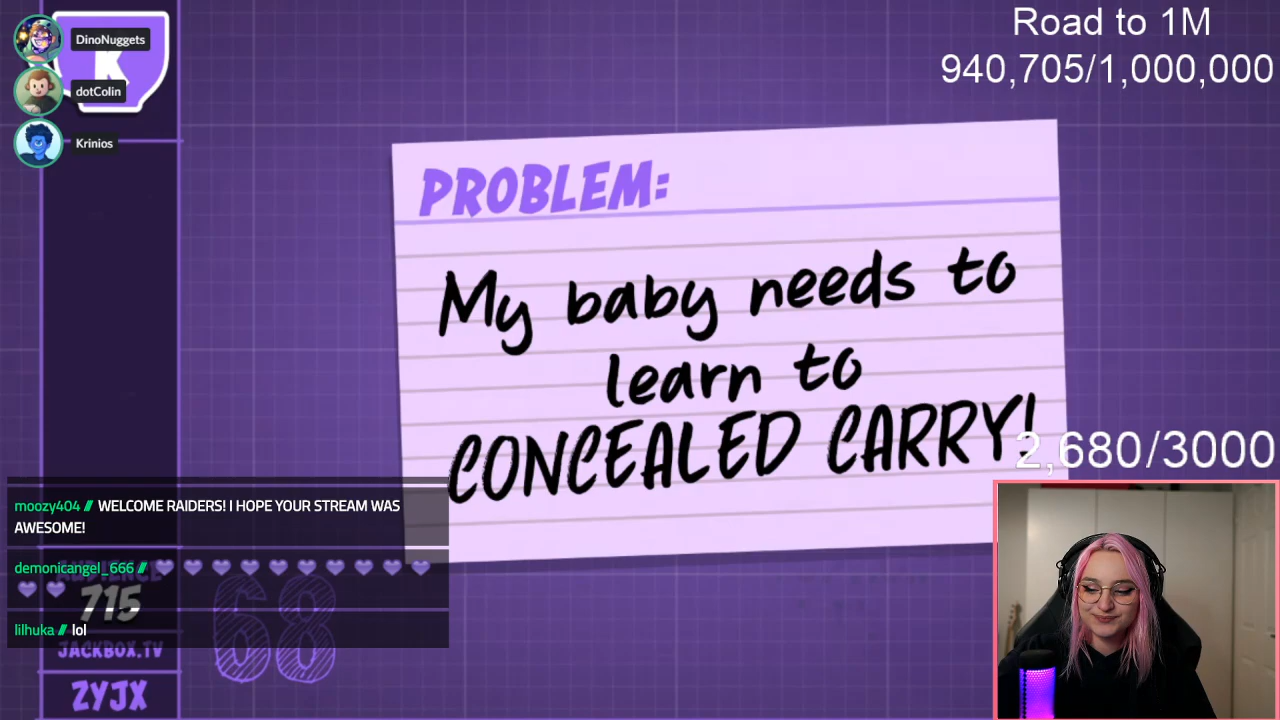 DinoNuggets
K
dotColin
Krinios
Road to 1M
940,705/1,000,000
PROBLEM:
My baby needs to
learn to
CONCEALED CARRY!
2,680/3000
moozy404 // WELCOME RAIDERS! I HOPE YOUR STREAM WAS
AWESOME!
demonicangel_666 //
AUDIENCE
715
68
lilhuka // lol
JACKBOX.TV
ZYJX